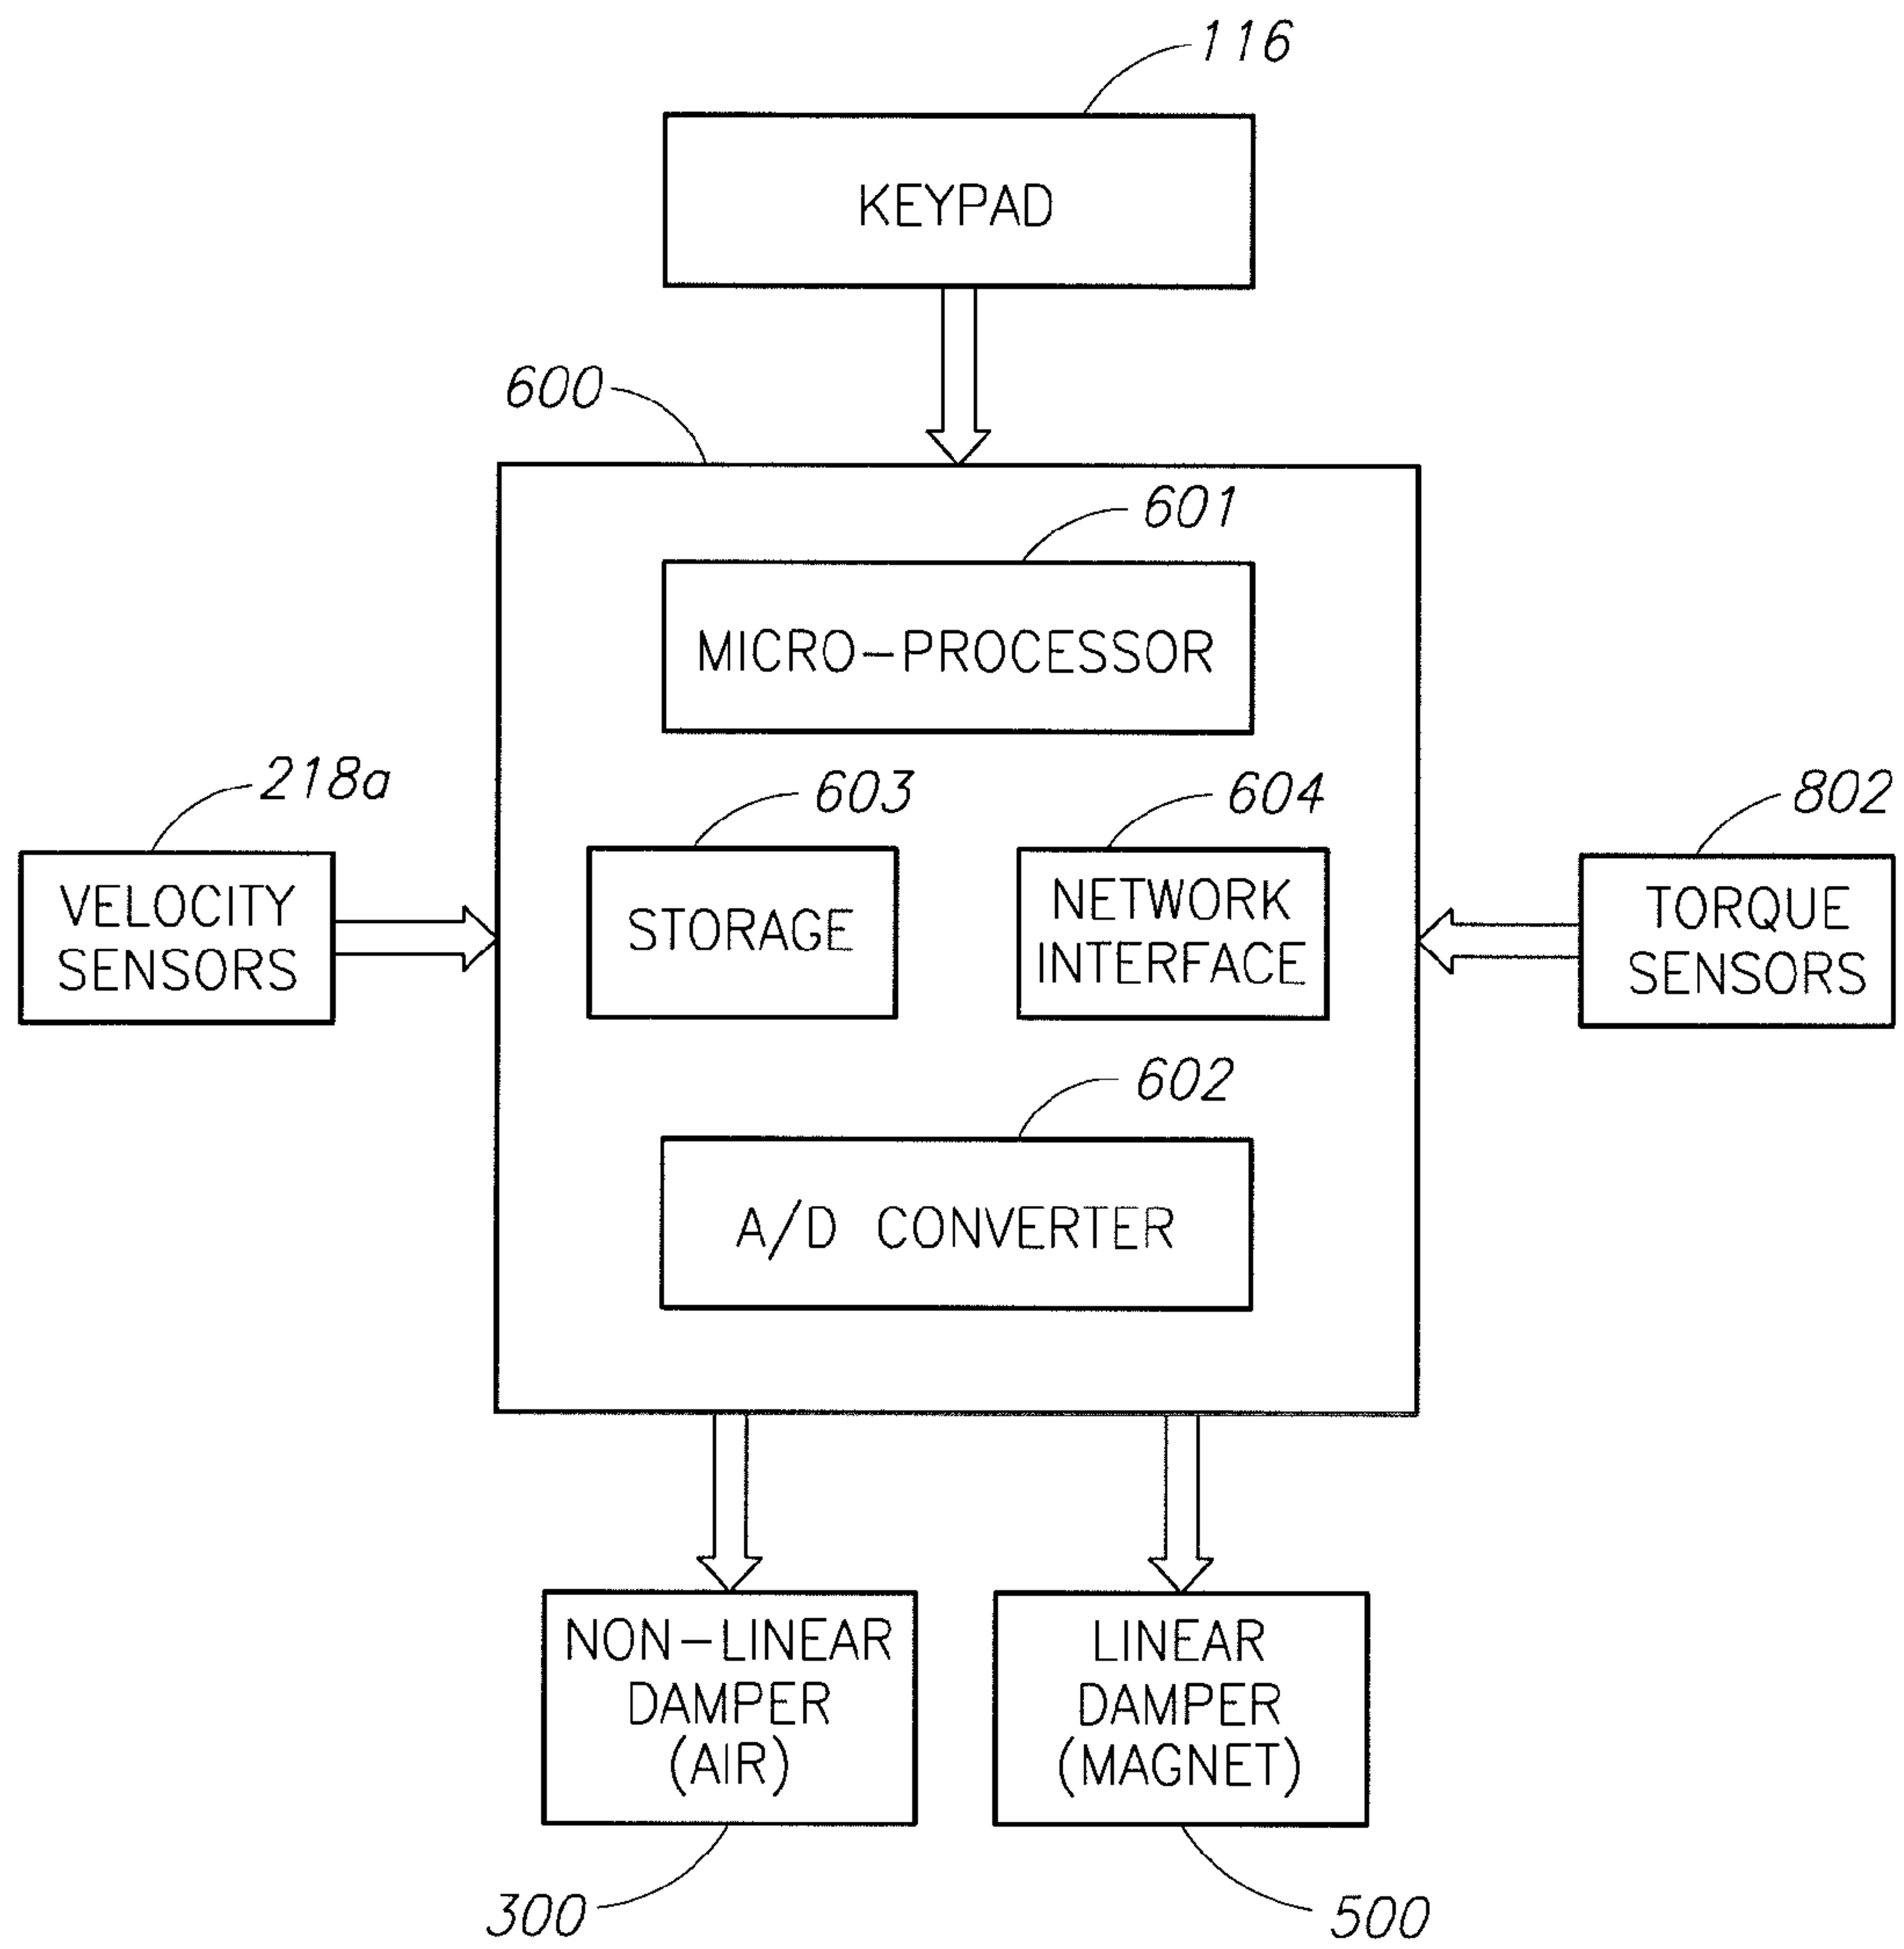 116
KEYPAD
600
601
MICRO-PROCESSOR
218a
603
604
802
VELOCITY
SENSORS
STORAGE
NETWORK
INTERFACE
TORQUE
SENSORS
602
A/D CONVERTER
NON-LINEAR
DAMPER
(AIR)
LINEAR
DAMPER
(MAGNET)
300
500